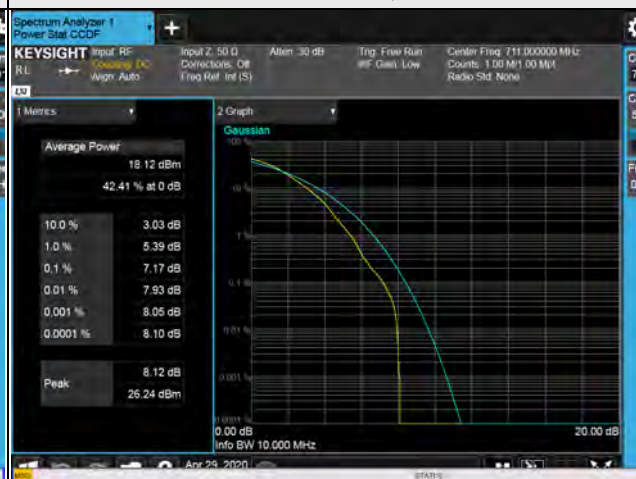 Spectrum Analyzer 1
Power Stat CCDF
+
KEYSIGHT Input: RF Input Z: 50 Ω Atten: 30 dB Trig: Free Run Center Freq: 711.000000 MHz
RL Coupling: DC Corrections: Off #IF Gain: Low Counts: 1.00 M/1.00 Mpt
Align: Auto Freq Ref: Int (S) Radio Std: None
LXI
1 Metrics
Average Power
18.12 dBm
42.41 % at 0 dB
10.0 % 3.03 dB
1.0 % 5.39 dB
0.1 % 7.17 dB
0.01 % 7.93 dB
0.001 % 8.05 dB
0.0001 % 8.10 dB
Peak 8.12 dB
26.24 dBm
2 Graph
Gaussian
100 %
10 %
1 %
0.1 %
0.01 %
0.001 %
0.0001 %
0.00 dB 20.00 dB
Info BW 10.000 MHz
Apr 29, 2020
MSG STATUS